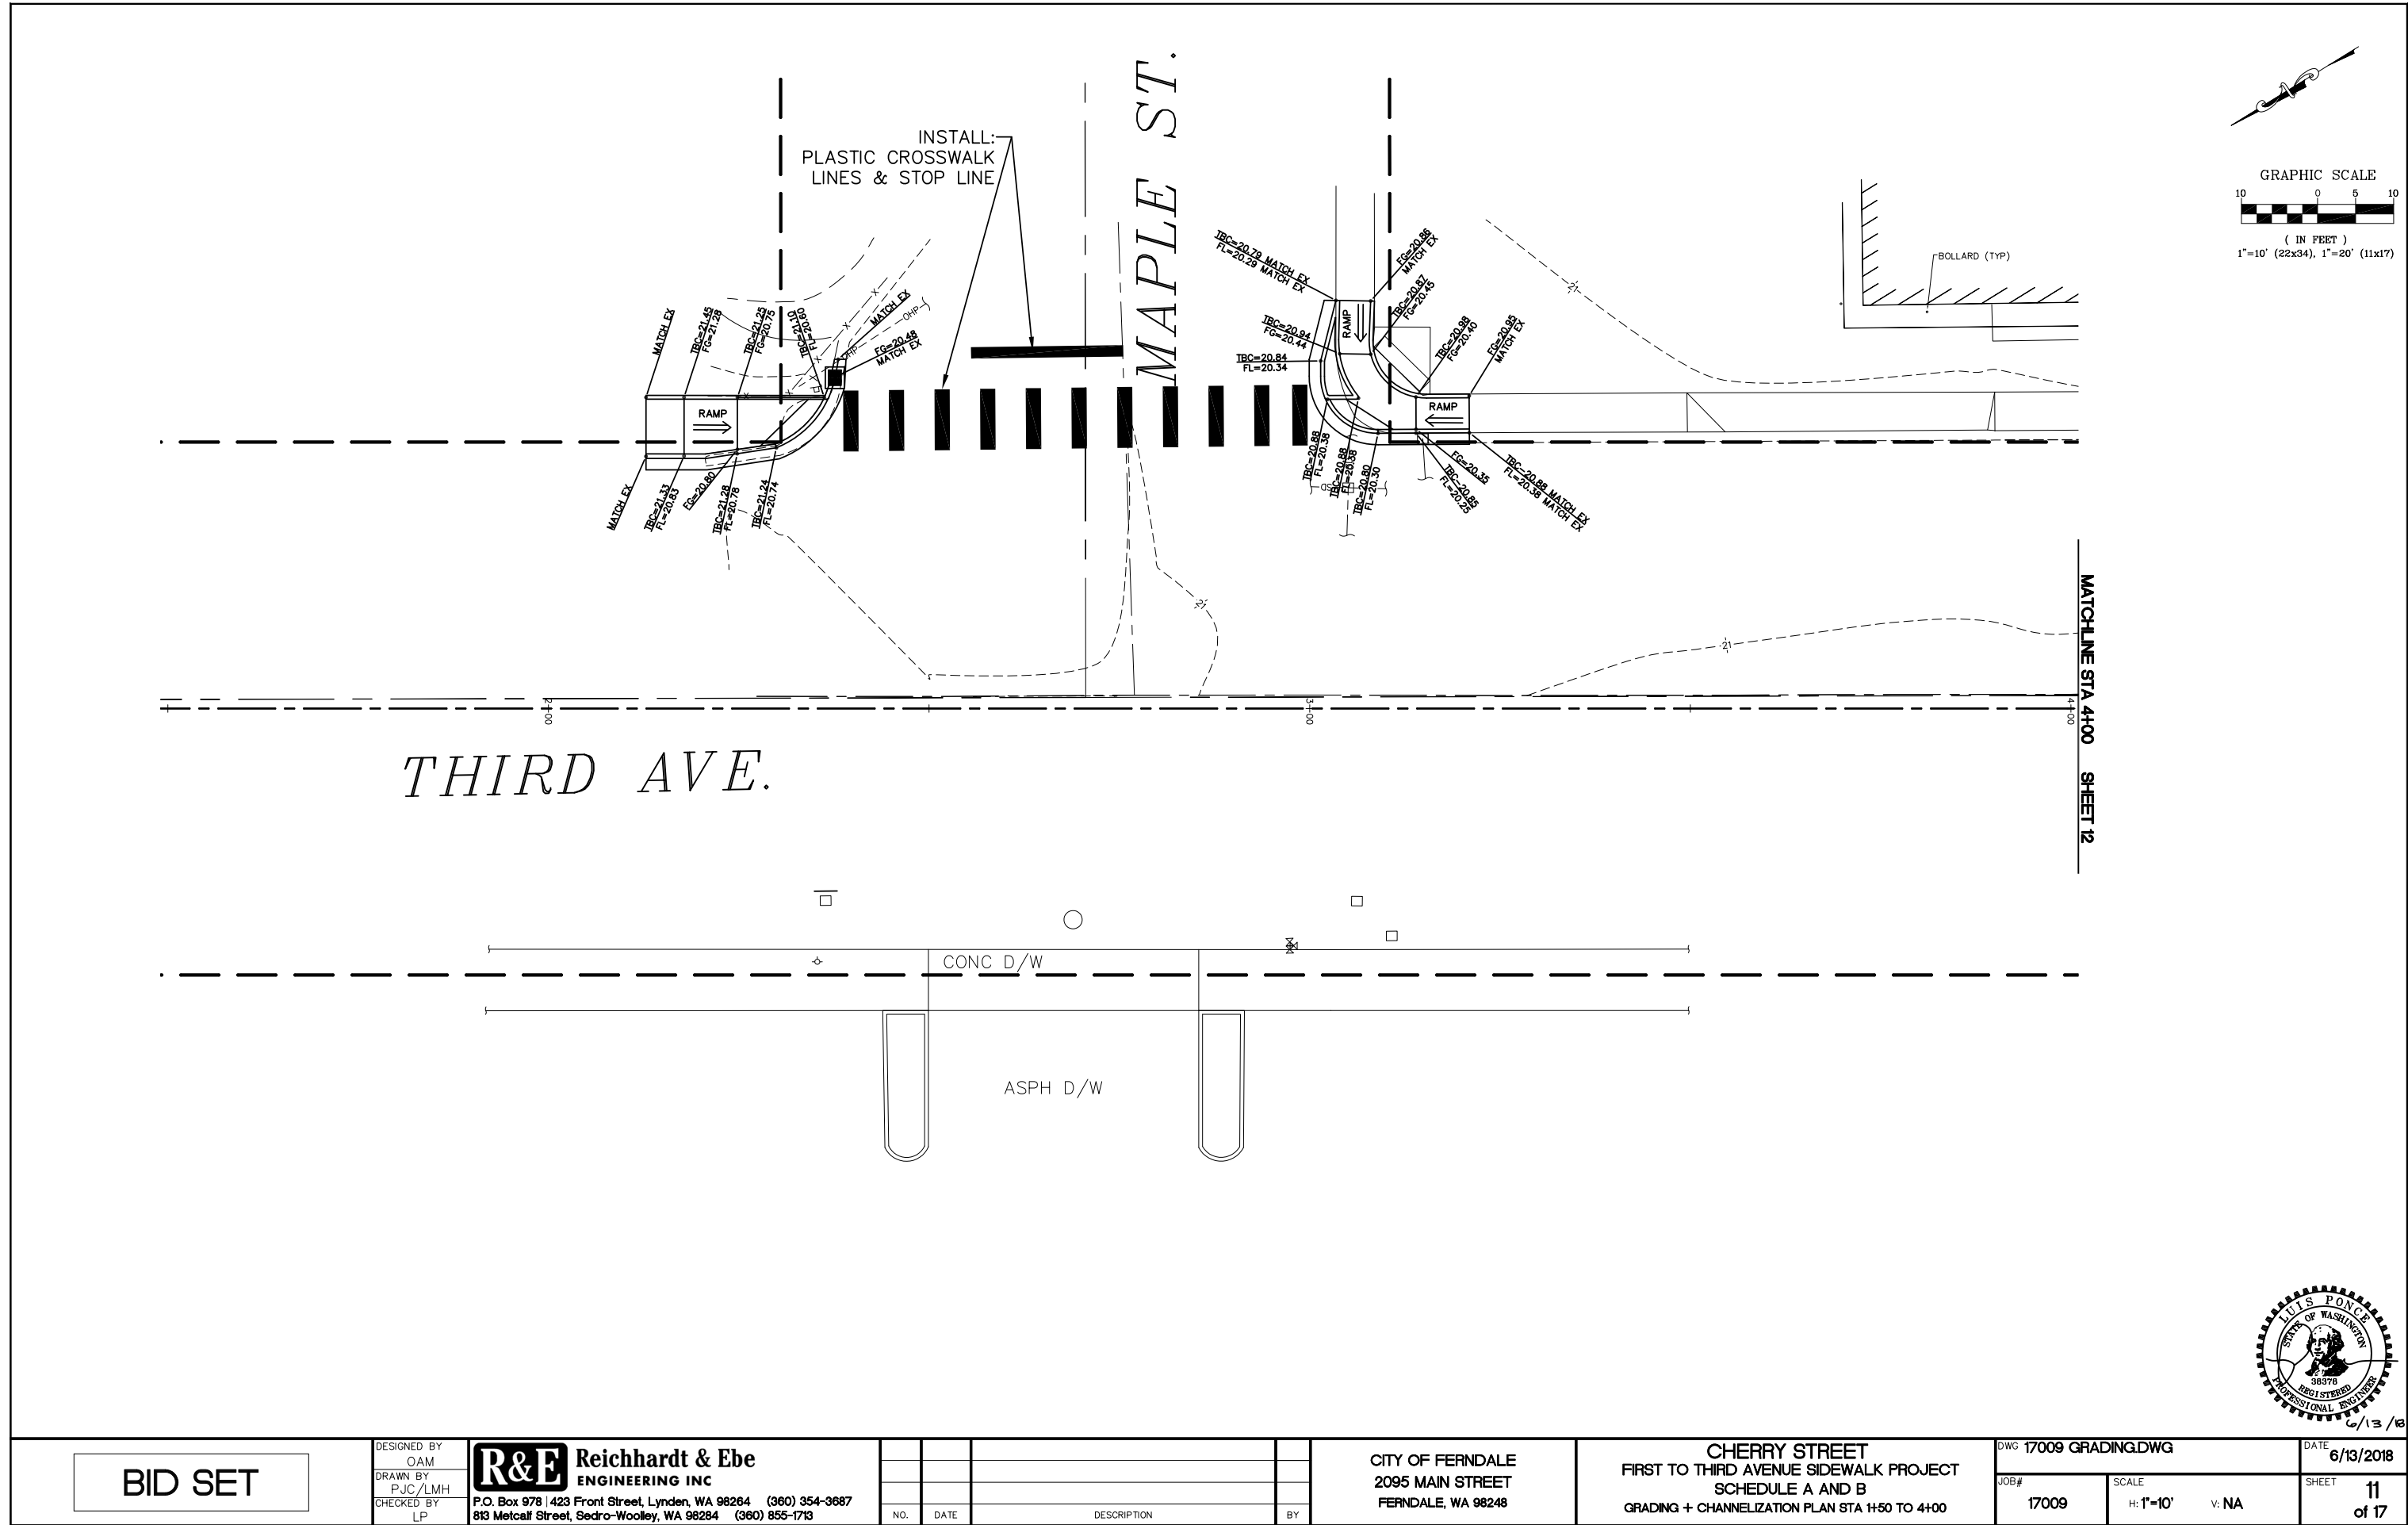 INSTALL:
PLASTIC CROSSWALK
LINES & STOP LINE
MAPLE ST.
GRAPHIC SCALE
10 0 5 10
( IN FEET )
1"=10' (22x34), 1"=20' (11x17)
BOLLARD (TYP)
MATCH EX
TBC=21.45
FG=21.28
TBC=21.25
FG=20.75
TBC=21.10
FL=20.60
MATCH EX
OHP
OHP
FG=20.48
MATCH EX
RAMP
MATCH EX
TBC=21.33
FL=20.83
FG=20.80
TBC=21.28
FL=20.78
TBC=21.24
FL=20.74
TBC=20.79 MATCH EX
FL=20.29 MATCH EX
FG=20.86
MATCH EX
TBC=20.87
FG=20.45
TBC=20.94
FG=20.44
TBC=20.84
FL=20.34
RAMP
TBC=20.98
FG=20.40
FG=20.95
MATCH EX
RAMP
TBC=20.88
FL=20.38
TBC=20.88
FL=20.38
TBC=20.80
FL=20.30
SD
FG=20.35
TBC=20.85
FL=20.25
TBC=20.88 MATCH EX
FL=20.38 MATCH EX
21
21
21
MATCHLINE STA 4+00 SHEET 12
2+00
3+00
4+00
THIRD AVE.
CONC D/W
ASPH D/W
LUIS PONCE
STATE OF WASHINGTON
38378
REGISTERED
PROFESSIONAL ENGINEER
6/13/18
BID SET
DESIGNED BY
OAM
DRAWN BY
PJC/LMH
CHECKED BY
LP
R&E Reichhardt & Ebe
ENGINEERING INC
P.O. Box 978 | 423 Front Street, Lynden, WA 98264 (360) 354-3687
813 Metcalf Street, Sedro-Woolley, WA 98284 (360) 855-1713
NO. DATE DESCRIPTION BY
CITY OF FERNDALE
2095 MAIN STREET
FERNDALE, WA 98248
CHERRY STREET
FIRST TO THIRD AVENUE SIDEWALK PROJECT
SCHEDULE A AND B
GRADING + CHANNELIZATION PLAN STA 1+50 TO 4+00
DWG 17009 GRADING.DWG
DATE 6/13/2018
JOB# 17009
SCALE
H: 1"=10' V: NA
SHEET 11
of 17